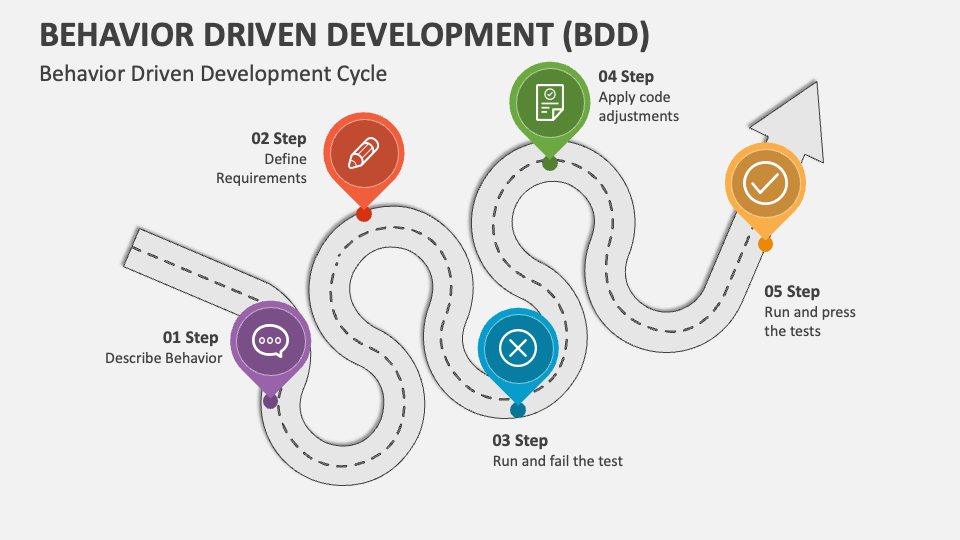 BEHAVIOR DRIVEN DEVELOPMENT (BDD)
Behavior Driven Development Cycle
01 Step
Describe Behavior
02 Step
Define
Requirements
03 Step
Run and fail the test
04 Step
Apply code
adjustments
05 Step
Run and press
the tests